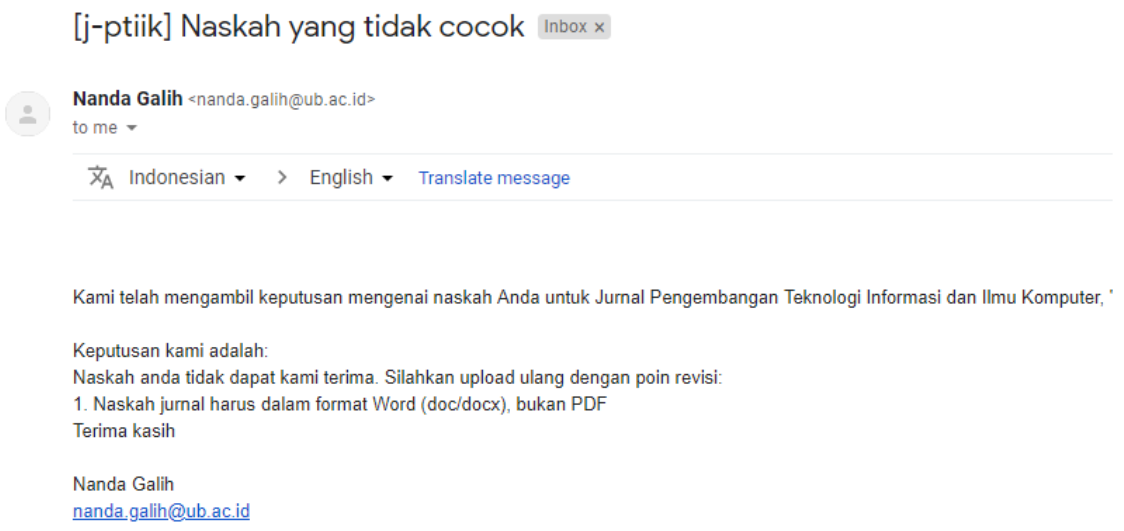 [j-ptiik] Naskah yang tidak cocok Inbox x
Nanda Galih <nanda.galih@ub.ac.id>
to me
Indonesian > English Translate message
Kami telah mengambil keputusan mengenai naskah Anda untuk Jurnal Pengembangan Teknologi Informasi dan Ilmu Komputer, "
Keputusan kami adalah:
Naskah anda tidak dapat kami terima. Silahkan upload ulang dengan poin revisi:
1. Naskah jurnal harus dalam format Word (doc/docx), bukan PDF
Terima kasih
Nanda Galih
nanda.galih@ub.ac.id